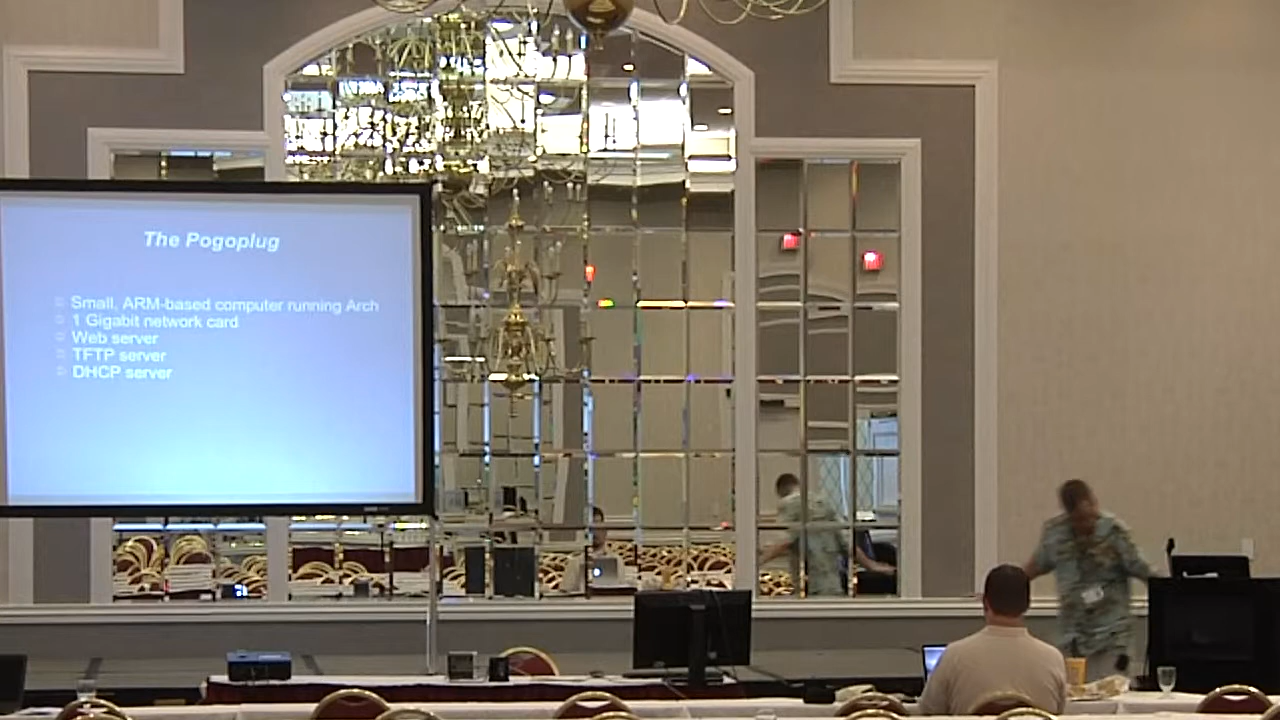 The Pogoplug
Small, ARM-based computer running Arch
1 Gigabit network card
Web server
TFTP server
DHCP server